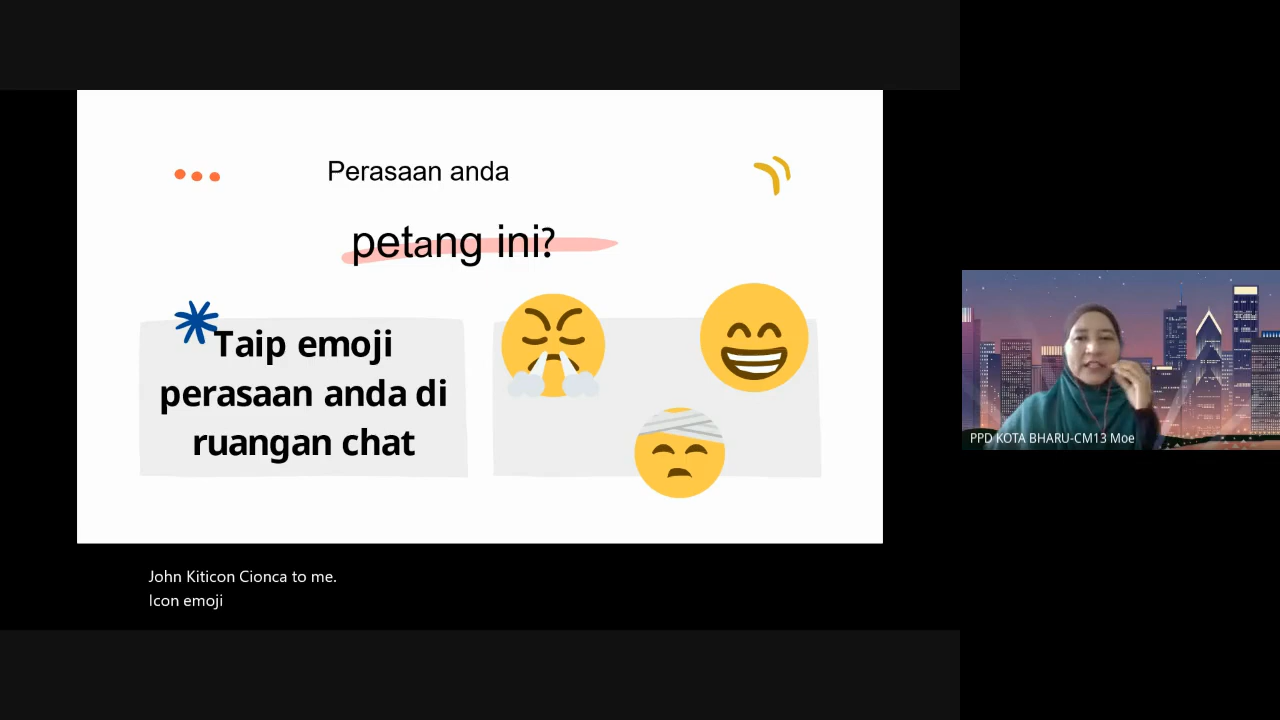 Perasaan anda
petang ini?
Taip emoji
perasaan anda di
ruangan chat
PPD KOTA BHARU-CM13 Moe
John Kiticon Cionca to me.
Icon emoji